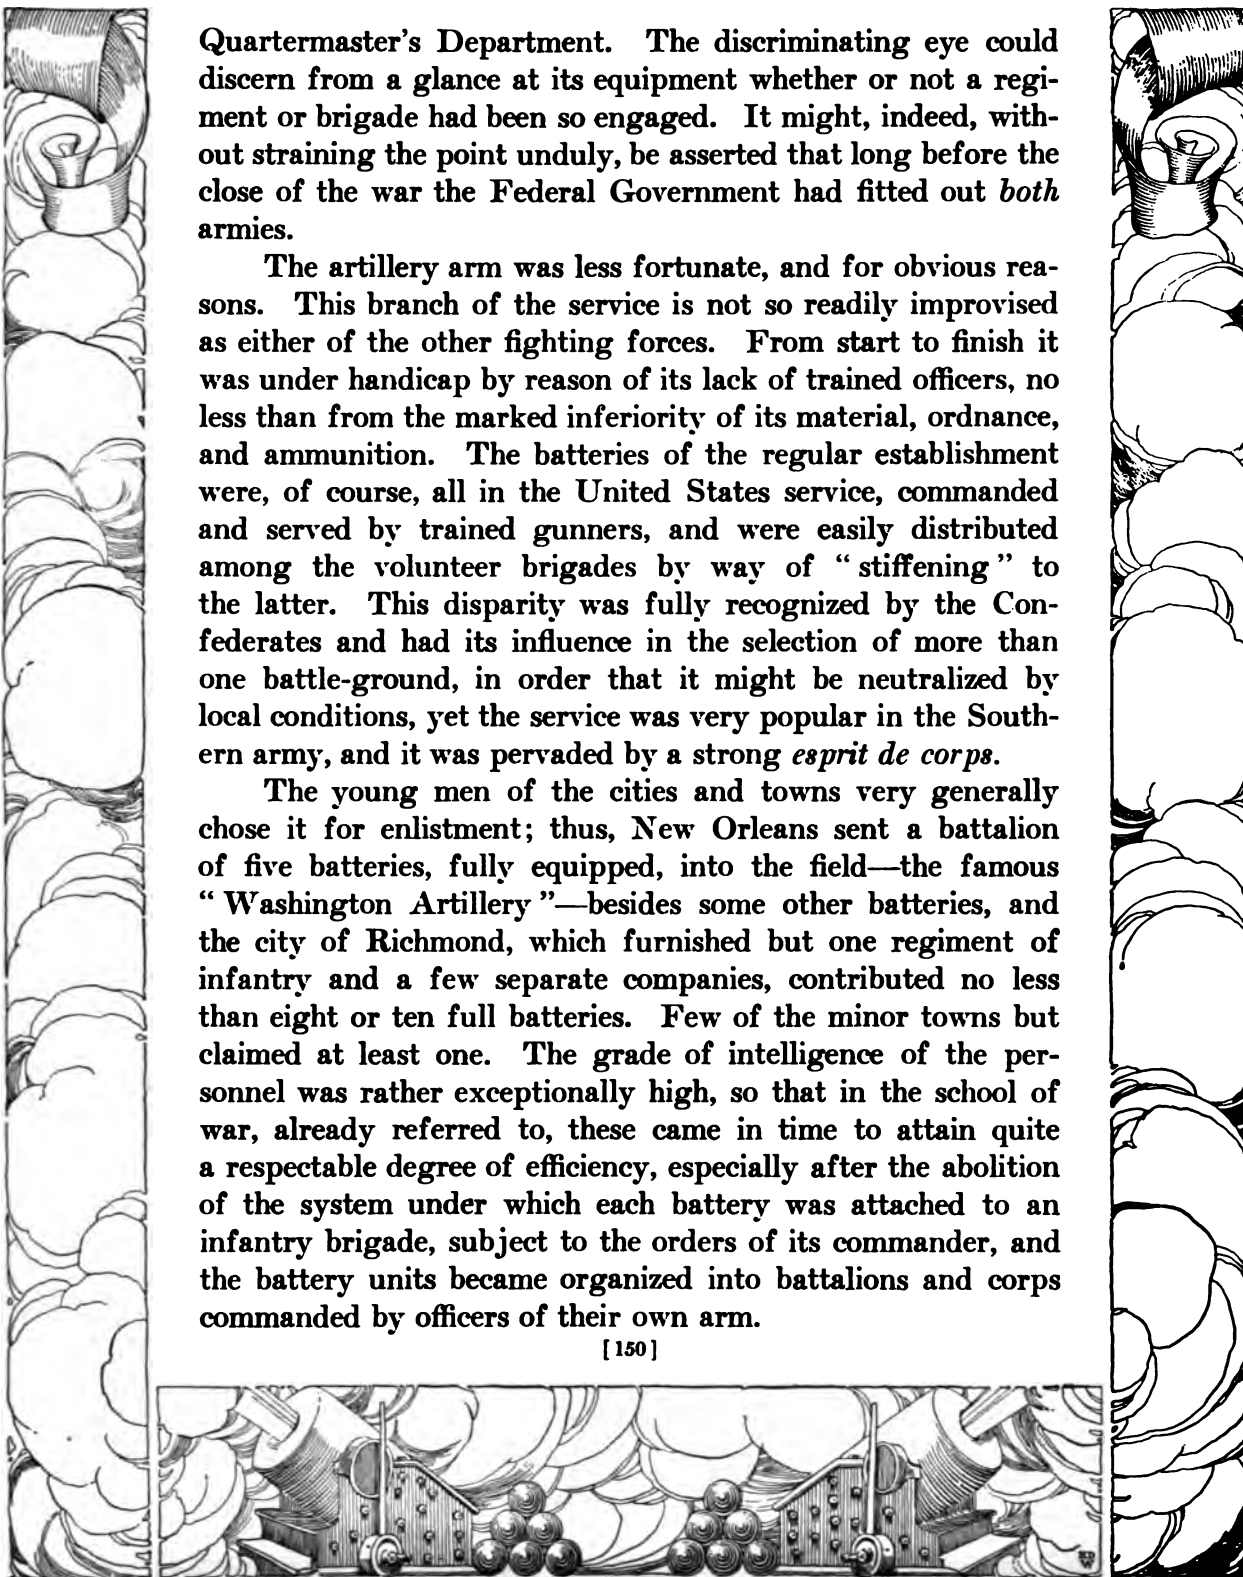 Quartermaster's Department. The discriminating eye could
discern from a glance at its equipment whether or not a regi-
ment or brigade had been so engaged. It might, indeed, with-
out straining the point unduly, be asserted that long before the
close of the war the Federal Government had fitted out both
armies.
The artillery arm was less fortunate, and for obvious rea-
sons. This branch of the service is not so readily improvised
as either of the other fighting forces. From start to finish it
was under handicap by reason of its lack of trained officers, no
less than from the marked inferiority of its material, ordnance,
and ammunition. The batteries of the regular establishment
were, of course, all in the United States service, commanded
and served by trained gunners, and were easily distributed
among the volunteer brigades by way of “ stiffening ” to
the latter. This disparity was fully recognized by the Con-
federates and had its influence in the selection of more than
one battle-ground, in order that it might be neutralized by
local conditions, yet the service was very popular in the South-
ern army, and it was pervaded by a strong esprit de corps.
The young men of the cities and towns very generally
chose it for enlistment; thus, New Orleans sent a battalion
of five batteries, fully equipped, into the field—the famous
“ Washington Artillery ”—besides some other batteries, and
the city of Richmond, which furnished but one regiment of
infantry and a few separate companies, contributed no less
than eight or ten full batteries. Few of the minor towns but
claimed at least one. The grade of intelligence of the per-
sonnel was rather exceptionally high, so that in the school of
war, already referred to, these came in time to attain quite
a respectable degree of efficiency, especially after the abolition
of the system under which each battery was attached to an
infantry brigade, subject to the orders of its commander, and
the battery units became organized into battalions and corps
commanded by officers of their own arm.
[150]